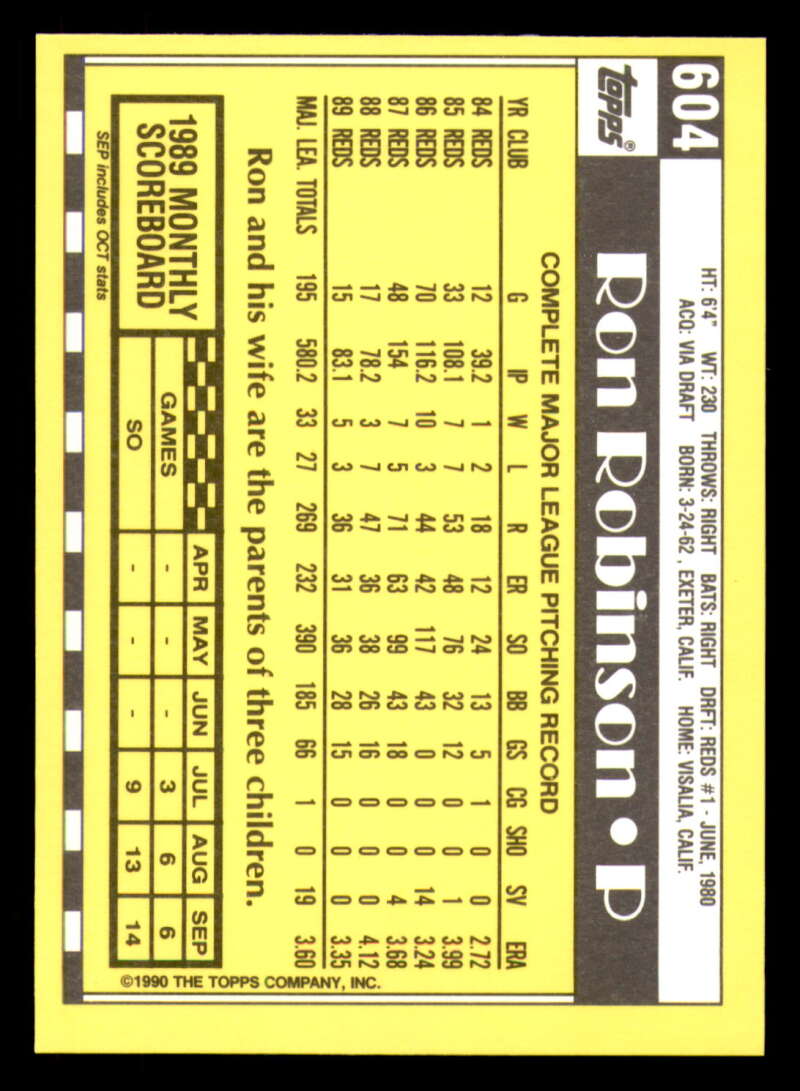 604
topps®
HT: 6'4" WT: 230 THROWS: RIGHT BATS: RIGHT DRFT: REDS #1 - JUNE, 1980
ACQ: VIA DRAFT BORN: 3-24-62, EXETER, CALIF. HOME: VISALIA, CALIF.
Ron Robinson • P
COMPLETE MAJOR LEAGUE PITCHING RECORD
YR CLUB G IP W L R ER SO BB GS CG SHO SV ERA
84 REDS 12 39.2 1 2 18 12 24 13 5 1 0 0 2.72
85 REDS 33 108.1 7 7 53 48 76 32 12 0 0 1 3.99
86 REDS 70 116.2 10 3 44 42 117 43 0 0 0 14 3.24
87 REDS 48 154 7 5 71 63 99 43 18 0 0 4 3.68
88 REDS 17 78.2 3 7 47 36 38 26 16 0 0 0 4.12
89 REDS 15 83.1 5 3 36 31 36 28 15 0 0 0 3.35
MAJ. LEA. TOTALS 195 580.2 33 27 269 232 390 185 66 1 0 19 3.60
Ron and his wife are the parents of three children.
1989 MONTHLY
SCOREBOARD
SEP includes OCT stats
APR MAY JUN JUL AUG SEP
GAMES - - - 3 6 6
SO - - - 9 13 14
©1990 THE TOPPS COMPANY, INC.